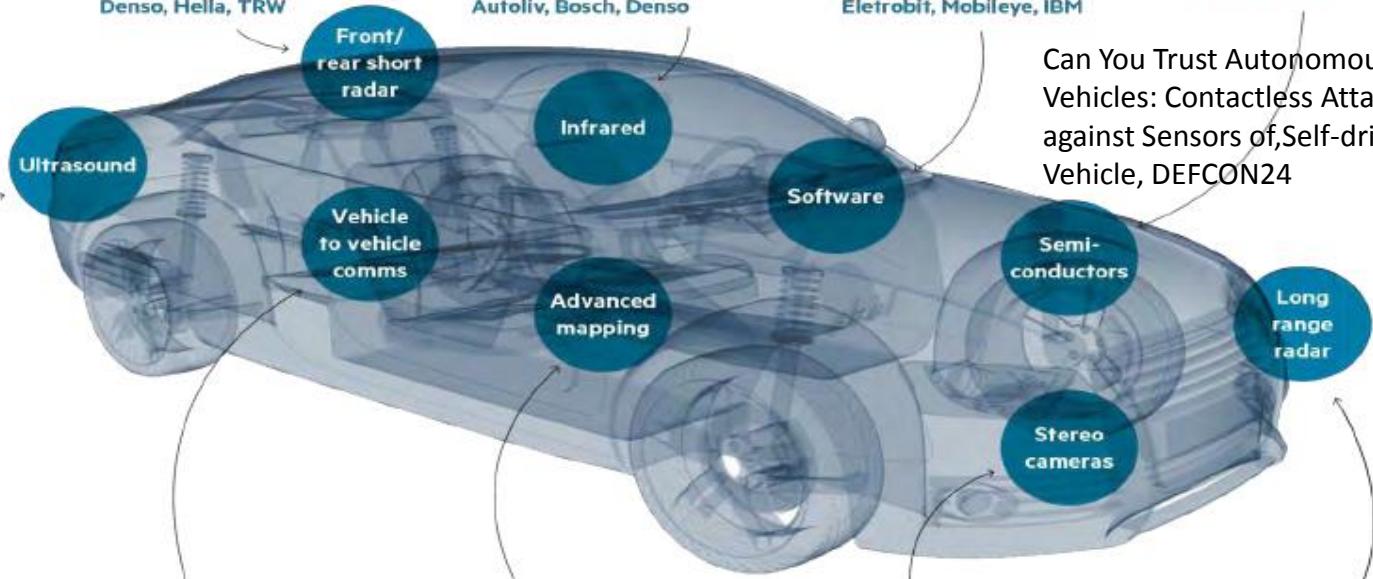 Denso, Hella, TRW
Autoliv, Bosch, Denso
Eletrobit, Mobileye, IBM
Can You Trust Autonomou
Vehicles: Contactless Atta
against Sensors of,Self-dri
Vehicle, DEFCON24
Front/
rear short
radar
Infrared
Ultrasound
Software
Vehicle
to vehicle
comms
Semi-
conductors
Advanced
mapping
Long
range
radar
Stereo
cameras